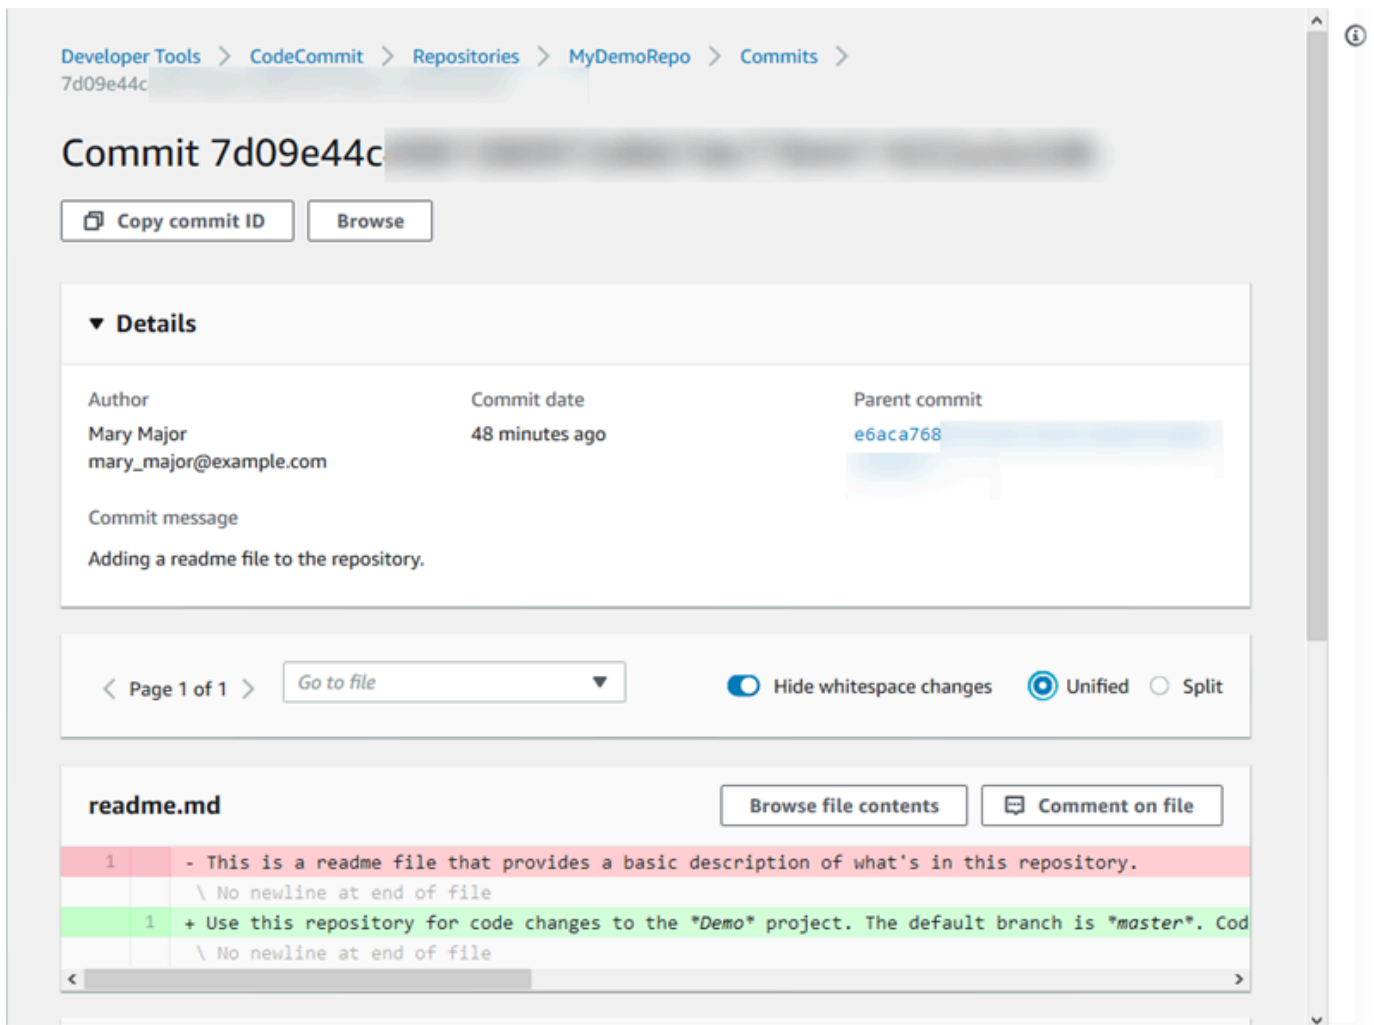 Developer Tools > CodeCommit > Repositories > MyDemoRepo > Commits >
7d09e44c
Commit 7d09e44c
Copy commit ID Browse
▼ Details
Author Commit date Parent commit
Mary Major 48 minutes ago e6aca768
mary_major@example.com
Commit message
Adding a readme file to the repository.
< Page 1 of 1 > Go to file ▼ Hide whitespace changes Unified Split
readme.md Browse file contents Comment on file
1 - This is a readme file that provides a basic description of what's in this repository.
\ No newline at end of file
1 + Use this repository for code changes to the *Demo* project. The default branch is *master*. Cod
\ No newline at end of file